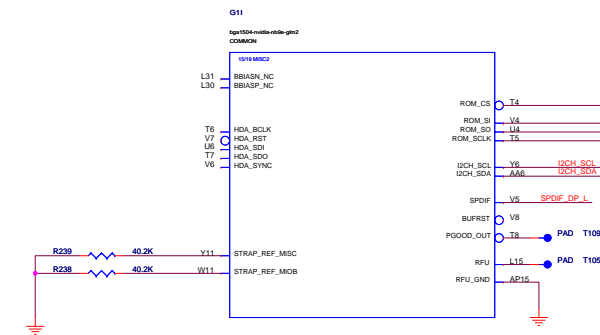 G1I
bga1504-nvidia-nb9e-glm2
COMMON
15/19 MISC2
L31 BBIASN_NC
L30 BBIASP_NC
ROM_CS T4
ROM_SI V4
ROM_SO U4
ROM_SCLK T5
T6 HDA_BCLK
V7 HDA_RST
U6 HDA_SDI
T7 HDA_SDO
V6 HDA_SYNC
I2CH_SCL Y6 I2CH_SCL
I2CH_SDA AA6 I2CH_SDA
SPDIF V5 SPDIF_DP_L
BUFRST V8
PGOOD_OUT T8 PAD T109
R239 40.2K Y11 STRAP_REF_MISC
RFU L15 PAD T105
R238 40.2K W11 STRAP_REF_MIOB
RFU_GND AP15